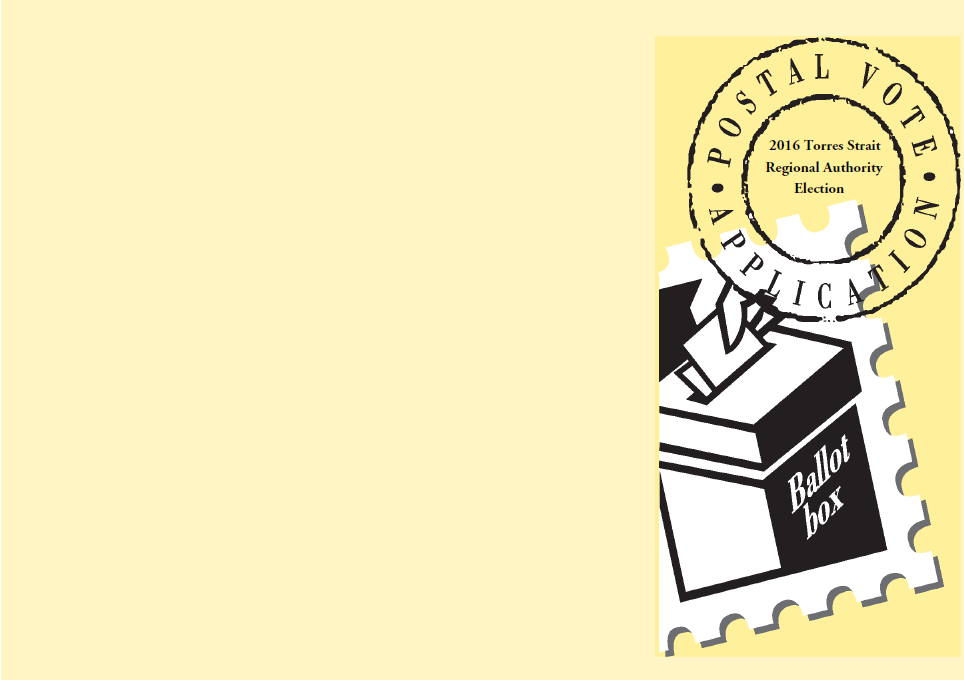 POSTAL VOTE
APPLICATION
2016 Torres Strait
Regional Authority
Election
Ballot
box